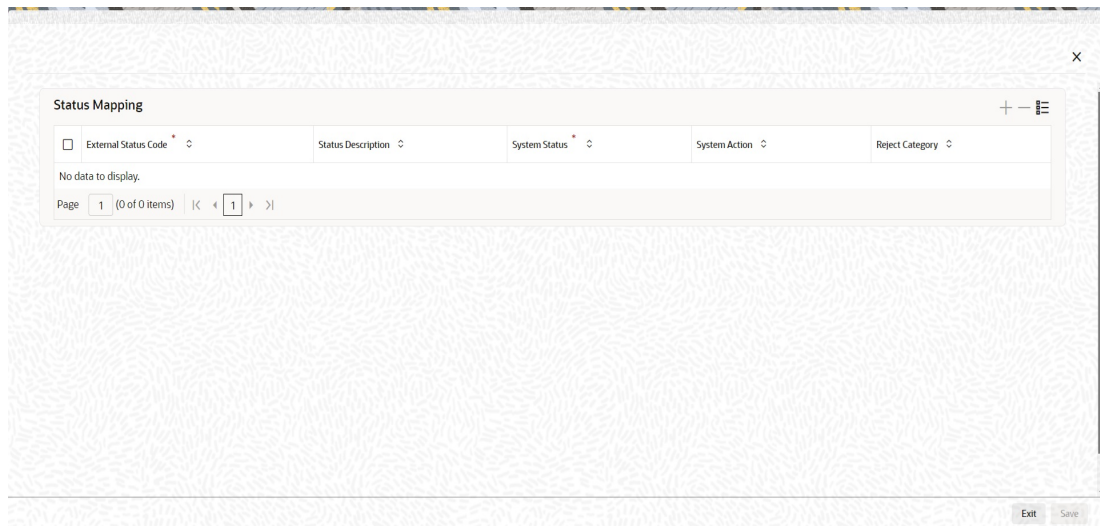 Status Mapping
External Status Code * Status Description System Status * System Action Reject Category
No data to display.
Page 1 (0 of 0 items) 1
Exit Save